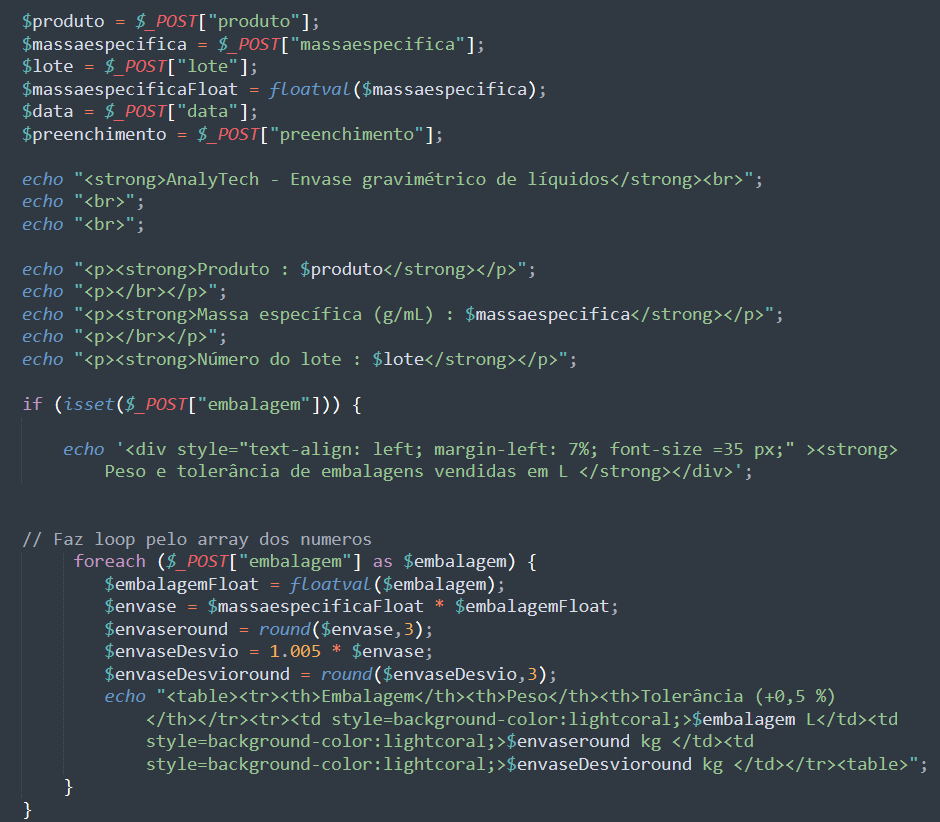 $produto = $_POST["produto"];
$massaespecifica = $_POST["massaespecifica"];
$lote = $_POST["lote"];
$massaespecificaFloat = floatval($massaespecifica);
$data = $_POST["data"];
$preenchimento = $_POST["preenchimento"];
echo "<strong>AnalyTech - Envase gravimétrico de líquidos</strong><br>";
echo "<br>";
echo "<br>";
echo "<p><strong>Produto : $produto</strong></p>";
echo "<p></br></p>";
echo "<p><strong>Massa específica (g/mL) : $massaespecifica</strong></p>";
echo "<p></br></p>";
echo "<p><strong>Número do lote : $lote</strong></p>";
if (isset($_POST["embalagem"])) {
echo '<div style="text-align: left; margin-left: 7%; font-size =35 px;" ><strong>
Peso e tolerância de embalagens vendidas em L </strong></div>';
// Faz loop pelo array dos numeros
foreach ($_POST["embalagem"] as $embalagem) {
$embalagemFloat = floatval($embalagem);
$envase = $massaespecificaFloat * $embalagemFloat;
$envaseround = round($envase,3);
$envaseDesvio = 1.005 * $envase;
$envaseDesvioround = round($envaseDesvio,3);
echo "<table><tr><th>Embalagem</th><th>Peso</th><th>Tolerância (+0,5 %)
</th></tr><tr><td style=background-color:lightcoral;>$embalagem L</td><td
style=background-color:lightcoral;>$envaseround kg </td><td
style=background-color:lightcoral;>$envaseDesvioround kg </td></tr><table>";
}
}